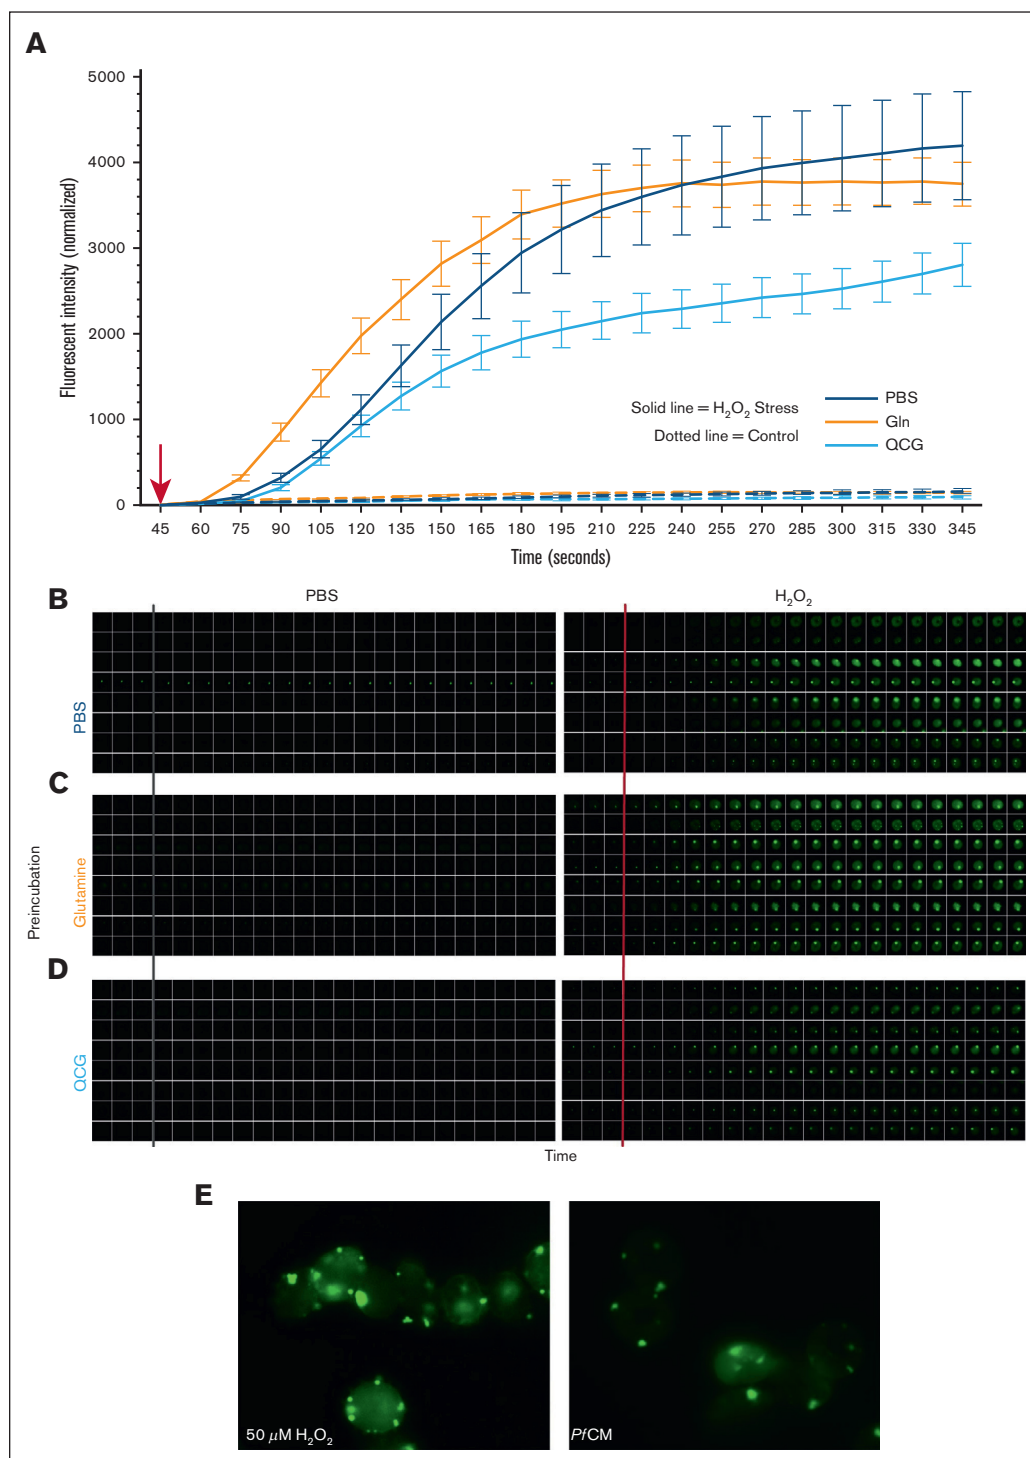 A
5000
4000
3000
2000
1000
0
Fluorescent intensity (normalized)
Solid line = H₂O₂ Stress
Dotted line = Control
PBS
Gln
QCG
45 60 75 90 105 120 135 150 165 180 195 210 225 240 255 270 285 300 315 330 345
Time (seconds)
B
PBS
H₂O₂
PBS
C
Preincubation
Glutamine
D
QCG
Time
E
50 μM H₂O₂
PfCM